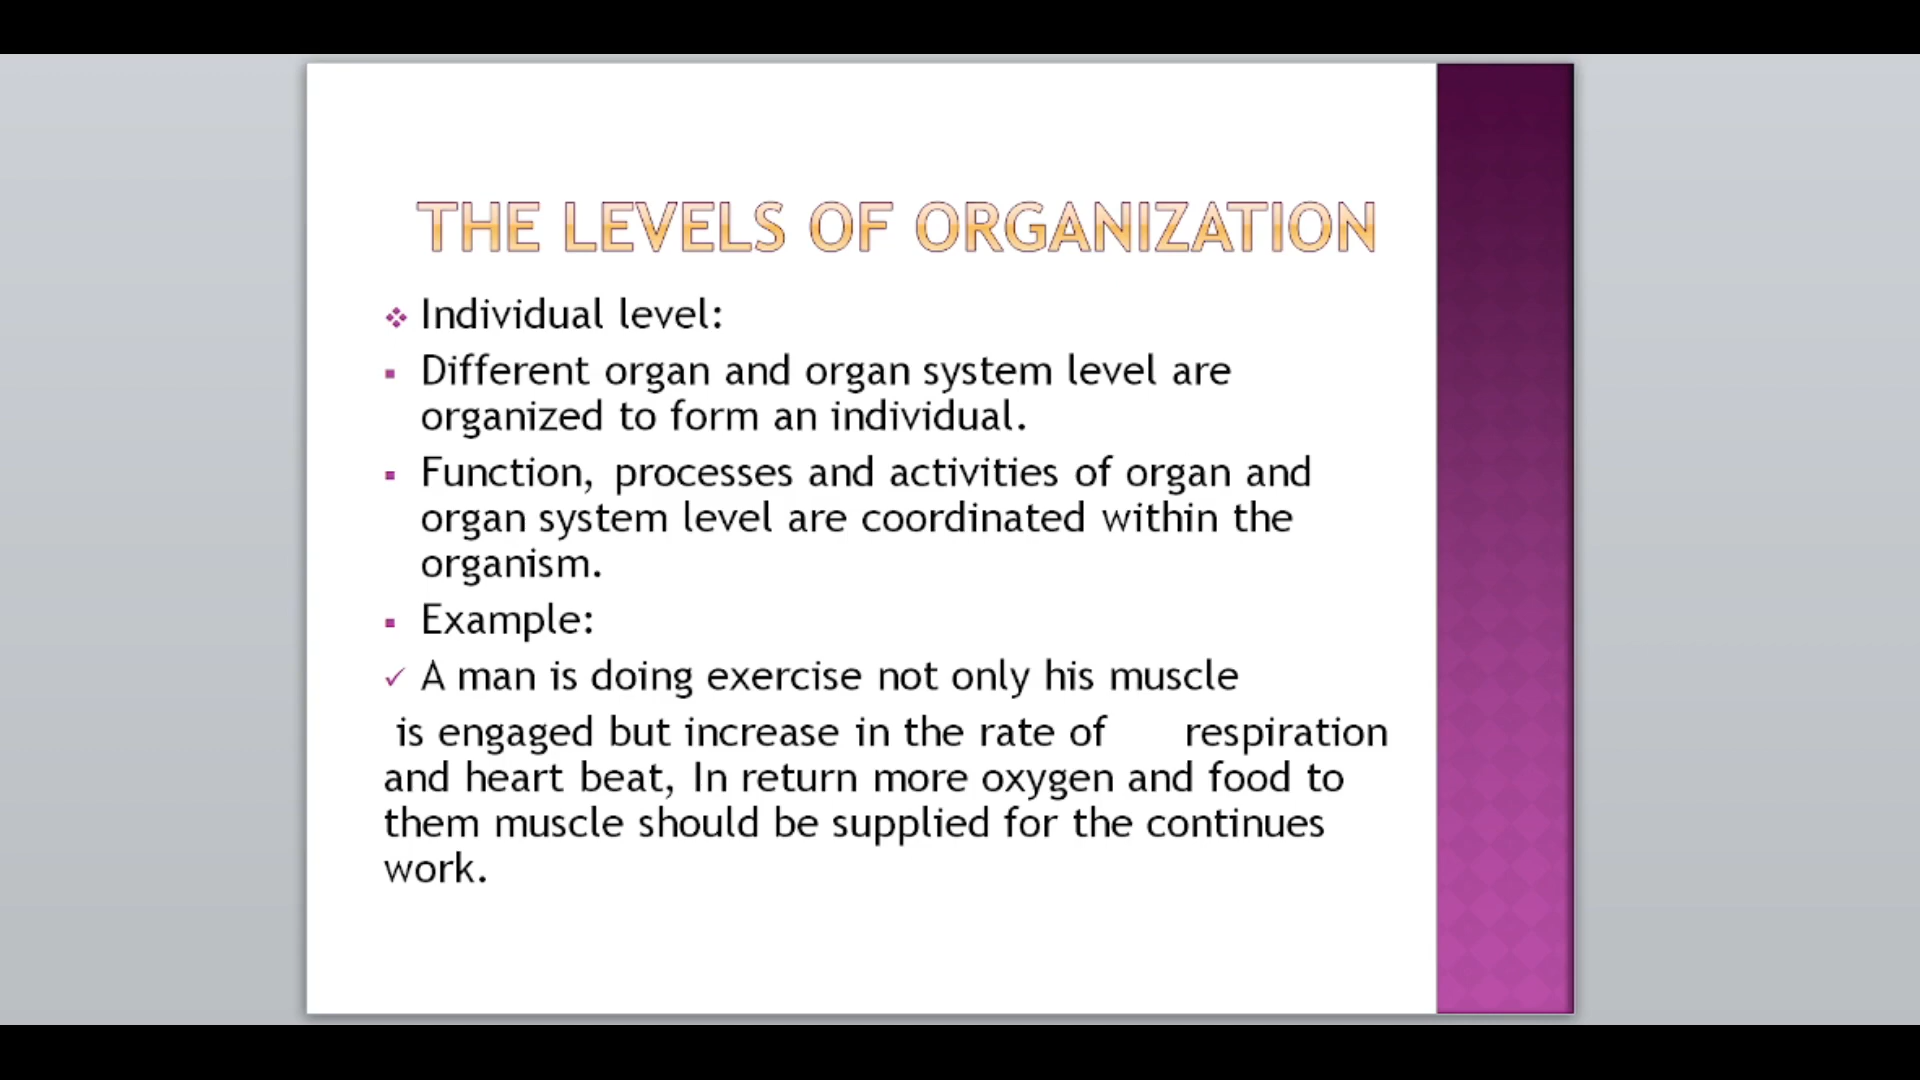 THE LEVELS OF ORGANIZATION
Individual level:
Different organ and organ system level are
organized to form an individual.
Function, processes and activities of organ and
organ system level are coordinated within the
organism.
Example:
A man is doing exercise not only his muscle
is engaged but increase in the rate of respiration
and heart beat, In return more oxygen and food to
them muscle should be supplied for the continues
work.